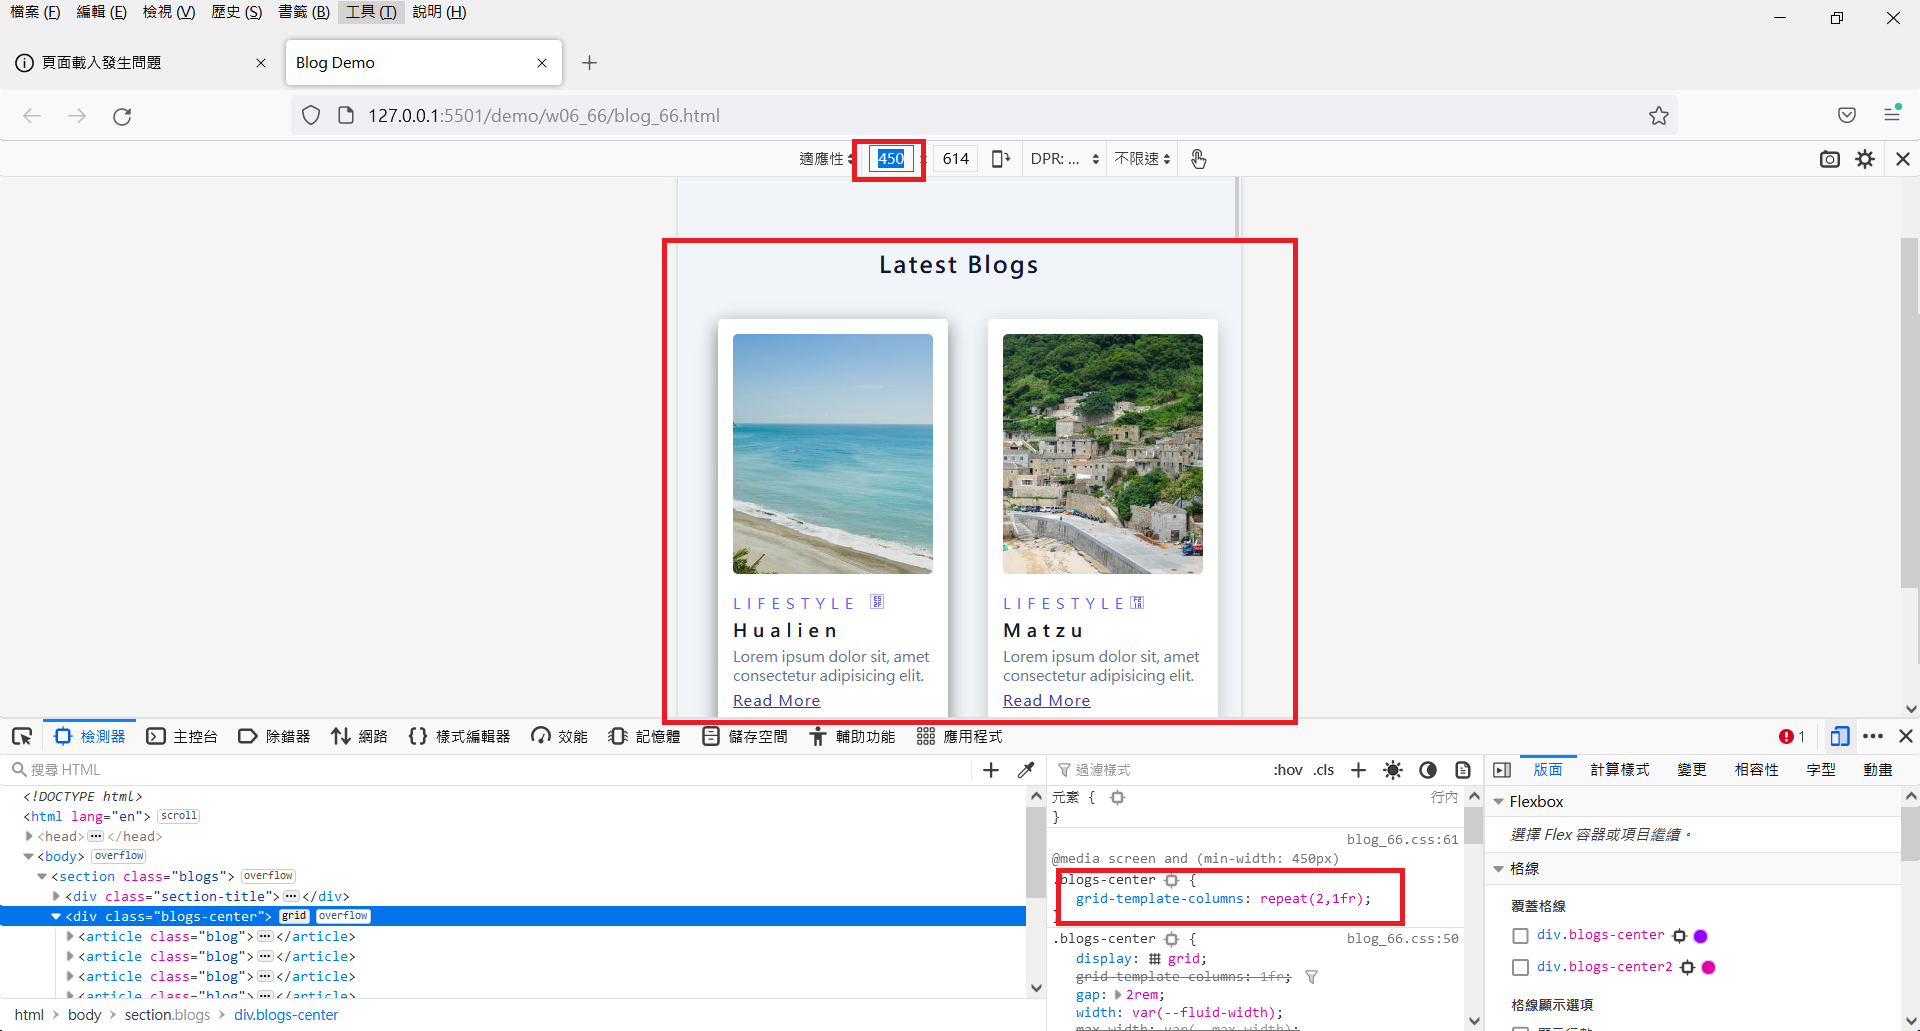 檔案 (F) 編輯 (E) 檢視 (V) 歷史 (S) 書籤 (B) 工具 (T) 說明 (H)
頁面載入發生問題
Blog Demo
127.0.0.1:5501/demo/w06_66/blog_66.html
適應性 450 × 614 DPR: ... 不限速
Latest Blogs
LIFESTYLE
Hualien
Lorem ipsum dolor sit, amet
consectetur adipisicing elit.
Read More
LIFESTYLE
Matzu
Lorem ipsum dolor sit, amet
consectetur adipisicing elit.
Read More
檢測器 主控台 除錯器 網路 樣式編輯器 效能 記憶體 儲存空間 輔助功能 應用程式 1
搜尋 HTML
<!DOCTYPE html>
<html lang="en"> scroll
<head>…</head>
<body> overflow
<section class="blogs"> overflow
<div class="section-title">…</div>
<div class="blogs-center"> grid overflow
<article class="blog">…</article>
<article class="blog">…</article>
<article class="blog">…</article>
<article class="blog">…</article>
html > body > section.blogs > div.blogs-center
過濾樣式 :hov .cls
元素 { 行內
}
blog_66.css:61
@media screen and (min-width: 450px)
.blogs-center {
grid-template-columns: repeat(2,1fr);
}
.blogs-center { blog_66.css:50
display: grid;
grid-template-columns: 1fr;
gap: 2rem;
width: var(--fluid-width);
max-width: var(--max-width);
版面 計算樣式 變更 相容性 字型 動畫
Flexbox
選擇 Flex 容器或項目繼續。
格線
覆蓋格線
div.blogs-center
div.blogs-center2
格線顯示選項
顯示行數